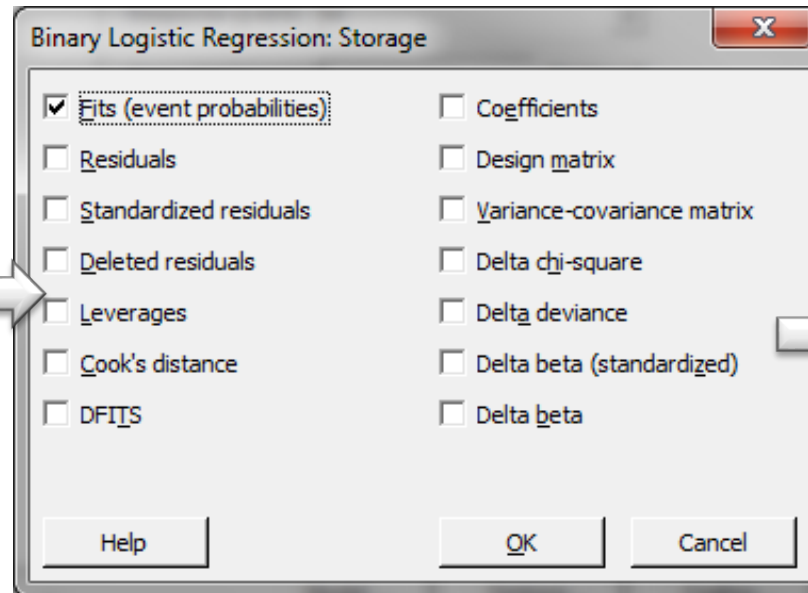 Binary Logistic Regression: Storage
Fits (event probabilities)
Residuals
Standardized residuals
Deleted residuals
Leverages
Cook's distance
DFITS
Coefficients
Design matrix
Variance-covariance matrix
Delta chi-square
Delta deviance
Delta beta (standardized)
Delta beta
Help
OK
Cancel